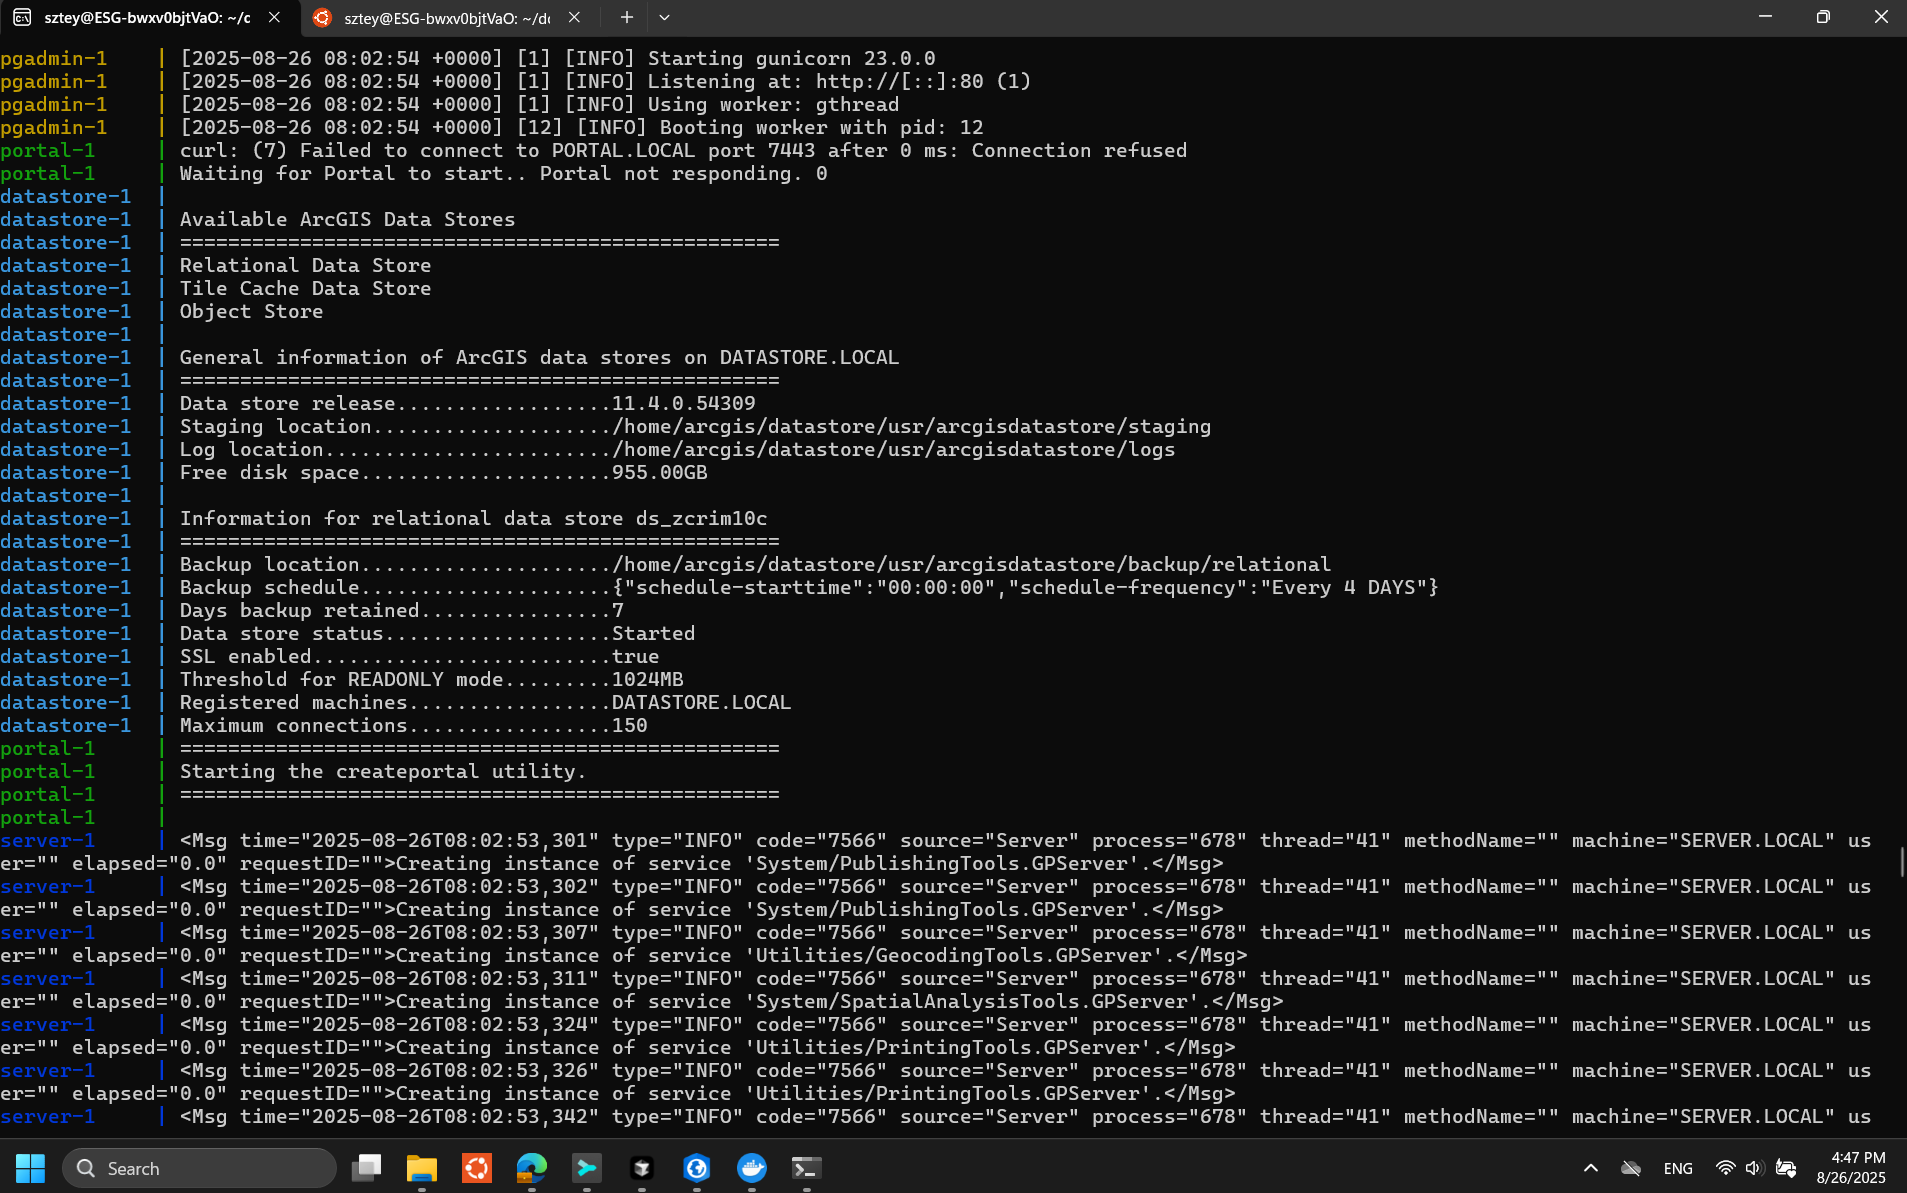 sztey@ESG-bwxv0bjtVaO: ~/c
sztey@ESG-bwxv0bjtVaO: ~/dc
pgadmin-1     | [2025-08-26 08:02:54 +0000] [1] [INFO] Starting gunicorn 23.0.0
pgadmin-1     | [2025-08-26 08:02:54 +0000] [1] [INFO] Listening at: http://[::]:80 (1)
pgadmin-1     | [2025-08-26 08:02:54 +0000] [1] [INFO] Using worker: gthread
pgadmin-1     | [2025-08-26 08:02:54 +0000] [12] [INFO] Booting worker with pid: 12
portal-1      | curl: (7) Failed to connect to PORTAL.LOCAL port 7443 after 0 ms: Connection refused
portal-1      | Waiting for Portal to start.. Portal not responding. 0
datastore-1   |
datastore-1   | Available ArcGIS Data Stores
datastore-1   | ==================================================
datastore-1   | Relational Data Store
datastore-1   | Tile Cache Data Store
datastore-1   | Object Store
datastore-1   |
datastore-1   | General information of ArcGIS data stores on DATASTORE.LOCAL
datastore-1   | ==================================================
datastore-1   | Data store release..................11.4.0.54309
datastore-1   | Staging location..................../home/arcgis/datastore/usr/arcgisdatastore/staging
datastore-1   | Log location......................../home/arcgis/datastore/usr/arcgisdatastore/logs
datastore-1   | Free disk space.....................955.00GB
datastore-1   |
datastore-1   | Information for relational data store ds_zcrim10c
datastore-1   | ==================================================
datastore-1   | Backup location...................../home/arcgis/datastore/usr/arcgisdatastore/backup/relational
datastore-1   | Backup schedule.....................{"schedule-starttime":"00:00:00","schedule-frequency":"Every 4 DAYS"}
datastore-1   | Days backup retained................7
datastore-1   | Data store status...................Started
datastore-1   | SSL enabled.........................true
datastore-1   | Threshold for READONLY mode.........1024MB
datastore-1   | Registered machines.................DATASTORE.LOCAL
datastore-1   | Maximum connections.................150
portal-1      | ==================================================
portal-1      | Starting the createportal utility.
portal-1      | ==================================================
portal-1      |
server-1      | <Msg time="2025-08-26T08:02:53,301" type="INFO" code="7566" source="Server" process="678" thread="41" methodName="" machine="SERVER.LOCAL" us
er="" elapsed="0.0" requestID="">Creating instance of service 'System/PublishingTools.GPServer'.</Msg>
server-1      | <Msg time="2025-08-26T08:02:53,302" type="INFO" code="7566" source="Server" process="678" thread="41" methodName="" machine="SERVER.LOCAL" us
er="" elapsed="0.0" requestID="">Creating instance of service 'System/PublishingTools.GPServer'.</Msg>
server-1      | <Msg time="2025-08-26T08:02:53,307" type="INFO" code="7566" source="Server" process="678" thread="41" methodName="" machine="SERVER.LOCAL" us
er="" elapsed="0.0" requestID="">Creating instance of service 'Utilities/GeocodingTools.GPServer'.</Msg>
server-1      | <Msg time="2025-08-26T08:02:53,311" type="INFO" code="7566" source="Server" process="678" thread="41" methodName="" machine="SERVER.LOCAL" us
er="" elapsed="0.0" requestID="">Creating instance of service 'System/SpatialAnalysisTools.GPServer'.</Msg>
server-1      | <Msg time="2025-08-26T08:02:53,324" type="INFO" code="7566" source="Server" process="678" thread="41" methodName="" machine="SERVER.LOCAL" us
er="" elapsed="0.0" requestID="">Creating instance of service 'Utilities/PrintingTools.GPServer'.</Msg>
server-1      | <Msg time="2025-08-26T08:02:53,326" type="INFO" code="7566" source="Server" process="678" thread="41" methodName="" machine="SERVER.LOCAL" us
er="" elapsed="0.0" requestID="">Creating instance of service 'Utilities/PrintingTools.GPServer'.</Msg>
server-1      | <Msg time="2025-08-26T08:02:53,342" type="INFO" code="7566" source="Server" process="678" thread="41" methodName="" machine="SERVER.LOCAL" us
Search
ENG
4:47 PM
8/26/2025